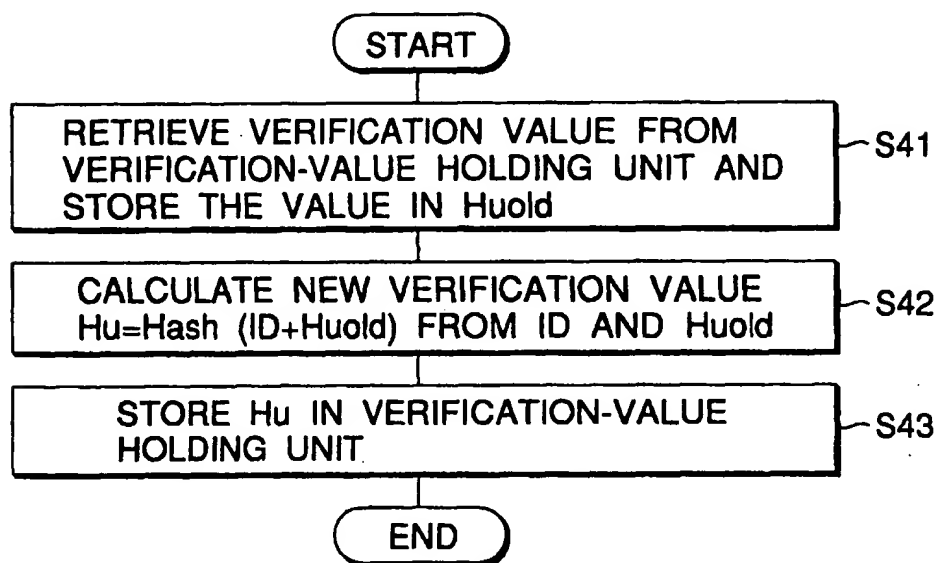 START
RETRIEVE VERIFICATION VALUE FROM
VERIFICATION-VALUE HOLDING UNIT AND
STORE THE VALUE IN Huold
S41
CALCULATE NEW VERIFICATION VALUE
Hu=Hash (ID+Huold) FROM ID AND Huold
S42
STORE Hu IN VERIFICATION-VALUE
HOLDING UNIT
S43
END